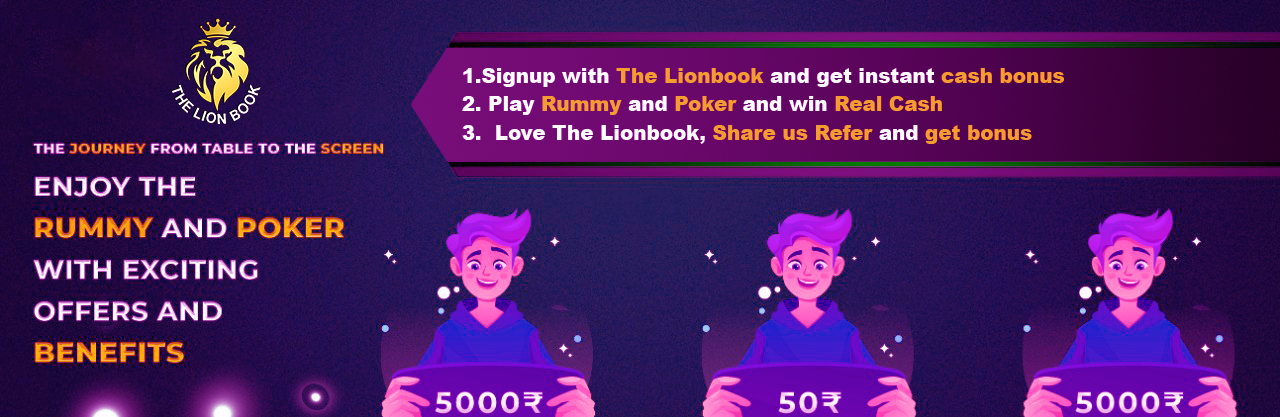 THE LION BOOK
THE JOURNEY FROM TABLE TO THE SCREEN
ENJOY THE
RUMMY AND POKER
WITH EXCITING
OFFERS AND
BENEFITS
1.Signup with The Lionbook and get instant cash bonus
2. Play Rummy and Poker and win Real Cash
3. Love The Lionbook, Share us Refer and get bonus
5000₹
50₹
5000₹